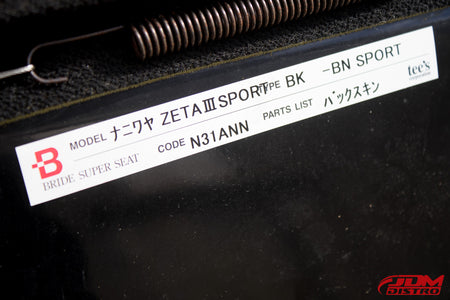 MODEL ナニワヤ ZETAⅢSPORT TYPE BK -BN SPORT
B BRIDE SUPER SEAT CODE N31ANN PARTS LIST バックスキン tee's
JDM DISTRO